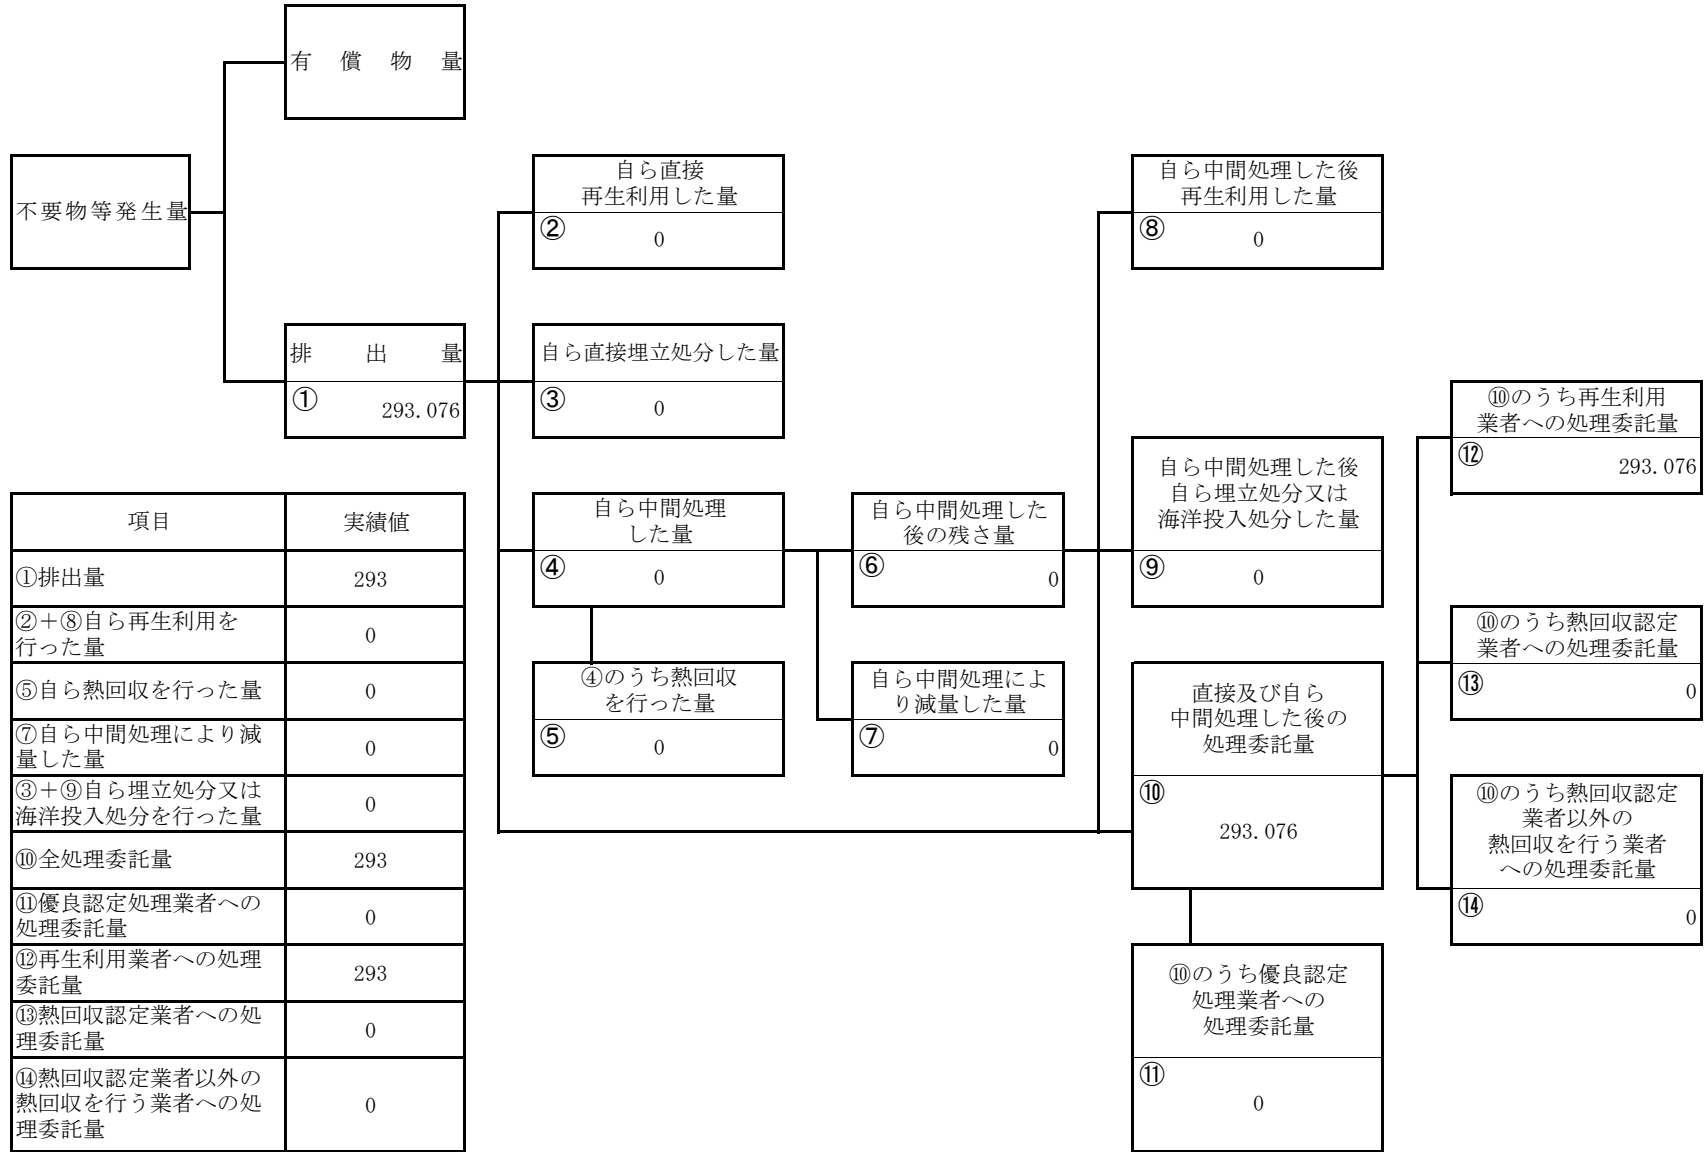 有償物量
不要物等発生量
排出量
① 293.076
自ら直接
再生利用した量
② 0
自ら直接埋立処分した量
③ 0
自ら中間処理
した量
④ 0
④のうち熱回収
を行った量
⑤ 0
自ら中間処理した
後の残さ量
⑥ 0
自ら中間処理によ
り減量した量
⑦ 0
自ら中間処理した後
再生利用した量
⑧ 0
自ら中間処理した後
自ら埋立処分又は
海洋投入処分した量
⑨ 0
直接及び自ら
中間処理した後の
処理委託量
⑩
293.076
⑩のうち優良認定
処理業者への
処理委託量
⑪
0
⑩のうち再生利用
業者への処理委託量
⑫ 293.076
⑩のうち熱回収認定
業者への処理委託量
⑬ 0
⑩のうち熱回収認定
業者以外の
熱回収を行う業者
への処理委託量
⑭ 0
項目 実績値
①排出量 293
②＋⑧自ら再生利用を
行った量 0
⑤自ら熱回収を行った量 0
⑦自ら中間処理により減
量した量 0
③＋⑨自ら埋立処分又は
海洋投入処分を行った量 0
⑩全処理委託量 293
⑪優良認定処理業者への
処理委託量 0
⑫再生利用業者への処理
委託量 293
⑬熱回収認定業者への処
理委託量 0
⑭熱回収認定業者以外の
熱回収を行う業者への処
理委託量 0